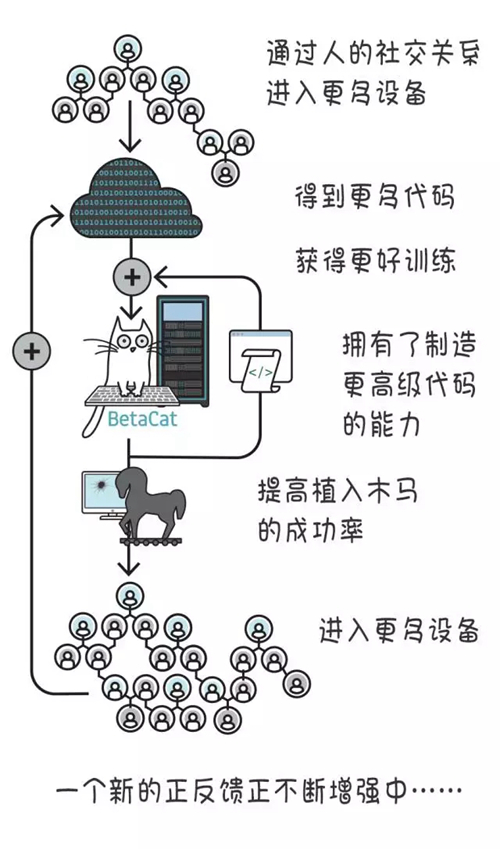 通过人的社交关系
进入更多设备
得到更多代码
获得更好训练
拥有了制造
更高级代码
的能力
</>
BetaCat
提高植入木马
的成功率
进入更多设备
一个新的正反馈正不断增强中……